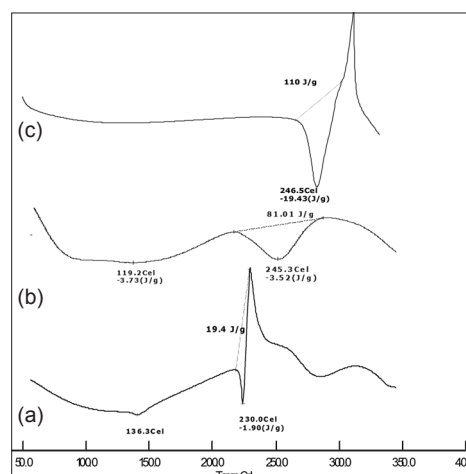 110 J/g
(c)
246.5Cel
-19.43(J/g)
81.01 J/g
119.2Cel
-3.73(J/g)
245.3Cel
-3.52(J/g)
(b)
19.4 J/g
(a)
136.3Cel
230.0Cel
-1.90(J/g)
50.0 100.0 150.0 200.0 250.0 300.0 350.0 40